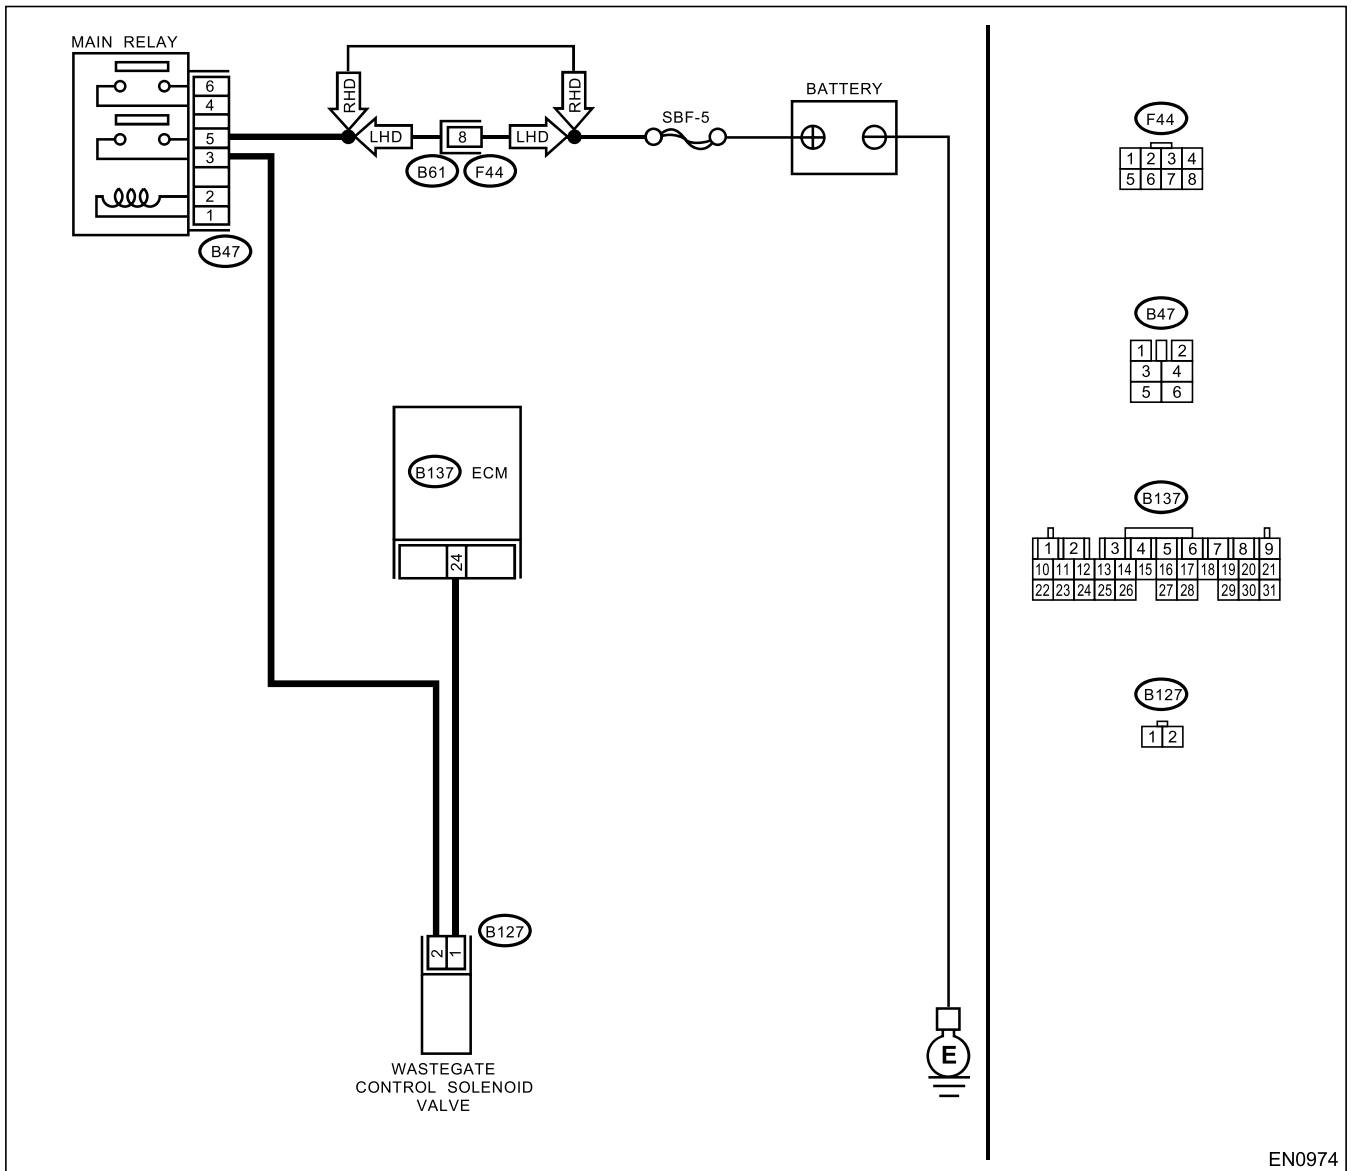 MAIN RELAY
6
4
5
3
2
1
B47
RHD
RHD
LHD
8
LHD
B61
F44
SBF-5
BATTERY
B137 ECM
24
2
1
B127
WASTEGATE
CONTROL SOLENOID
VALVE
E
F44
1 2 3 4
5 6 7 8
B47
1 2
3 4
5 6
B137
1 2 3 4 5 6 7 8 9
10 11 12 13 14 15 16 17 18 19 20 21
22 23 24 25 26 27 28 29 30 31
B127
1 2
EN0974